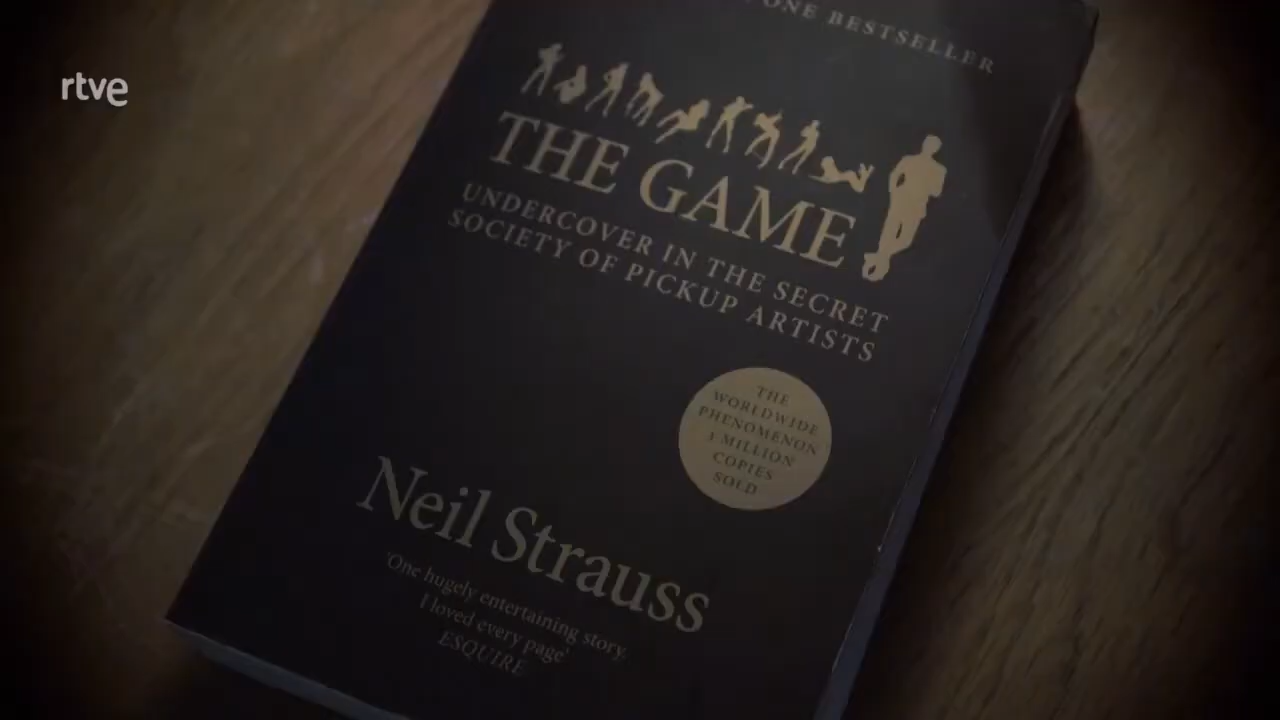 rtve
ONE BESTSELLER
THE GAME
UNDERCOVER IN THE SECRET
SOCIETY OF PICKUP ARTISTS
THE
WORLDWIDE
PHENOMENON
MILLION
COPIES
SOLD
Neil Strauss
'One hugely entertaining story.
I loved every page'
ESQUIRE